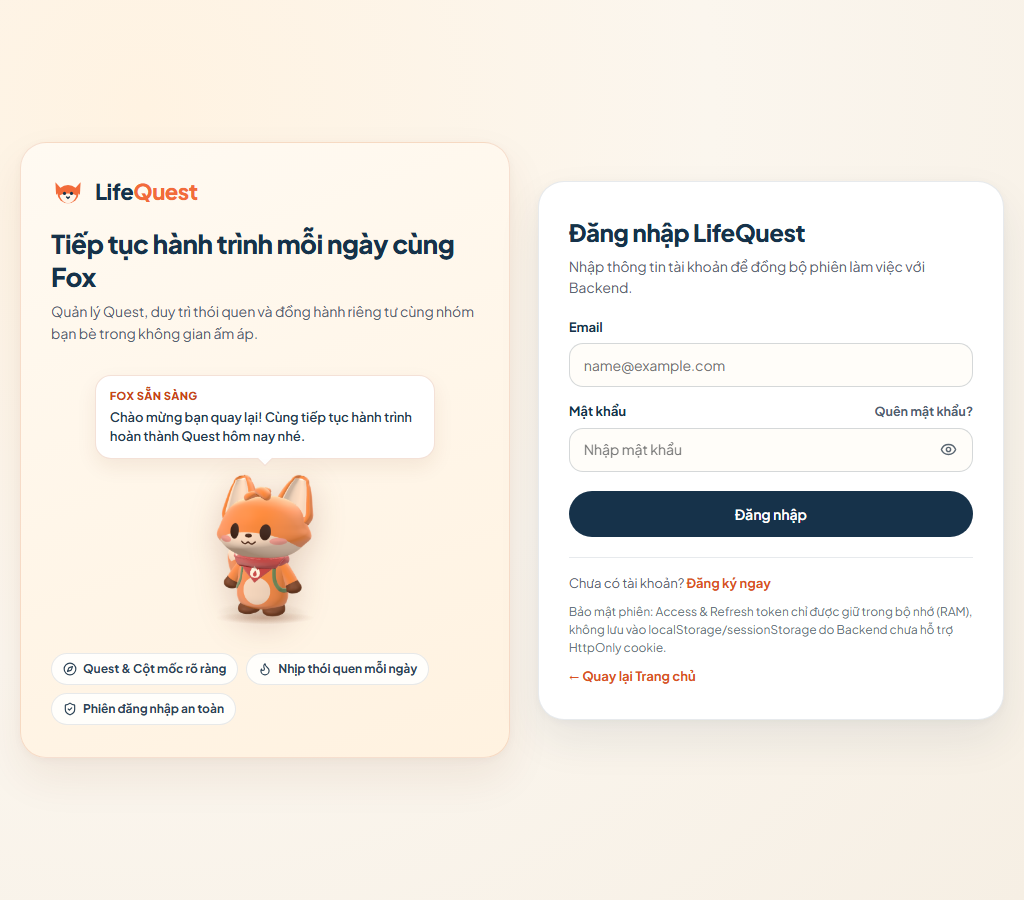 LifeQuest
Tiếp tục hành trình mỗi ngày cùng
Fox
Quản lý Quest, duy trì thói quen và đồng hành riêng tư cùng nhóm
bạn bè trong không gian ấm áp.
FOX SẴN SÀNG
Chào mừng bạn quay lại! Cùng tiếp tục hành trình
hoàn thành Quest hôm nay nhé.
Quest & Cột mốc rõ ràng
Nhịp thói quen mỗi ngày
Phiên đăng nhập an toàn
Đăng nhập LifeQuest
Nhập thông tin tài khoản để đồng bộ phiên làm việc với
Backend.
Email
name@example.com
Mật khẩu
Quên mật khẩu?
Nhập mật khẩu
Đăng nhập
Chưa có tài khoản? Đăng ký ngay
Bảo mật phiên: Access & Refresh token chỉ được giữ trong bộ nhớ (RAM),
không lưu vào localStorage/sessionStorage do Backend chưa hỗ trợ
HttpOnly cookie.
← Quay lại Trang chủ